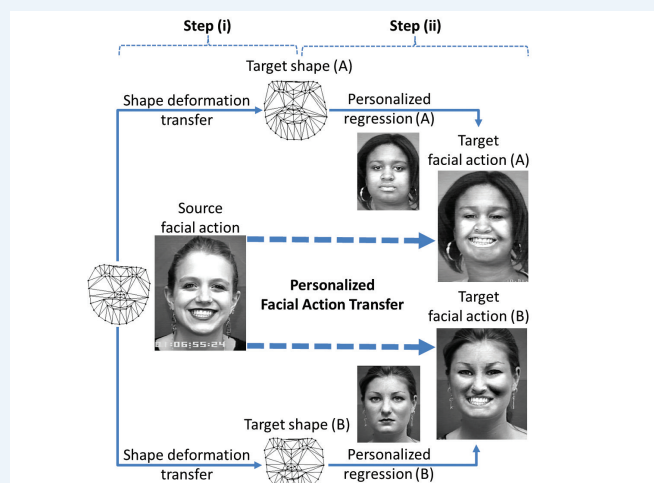 Step (i)
Step (ii)
Target shape (A)
Shape deformation
transfer
Personalized
regression (A)
Target
facial action (A)
Source
facial action
Personalized
Facial Action Transfer
Target
facial action (B)
Target shape (B)
Shape deformation
transfer
Personalized
regression (B)